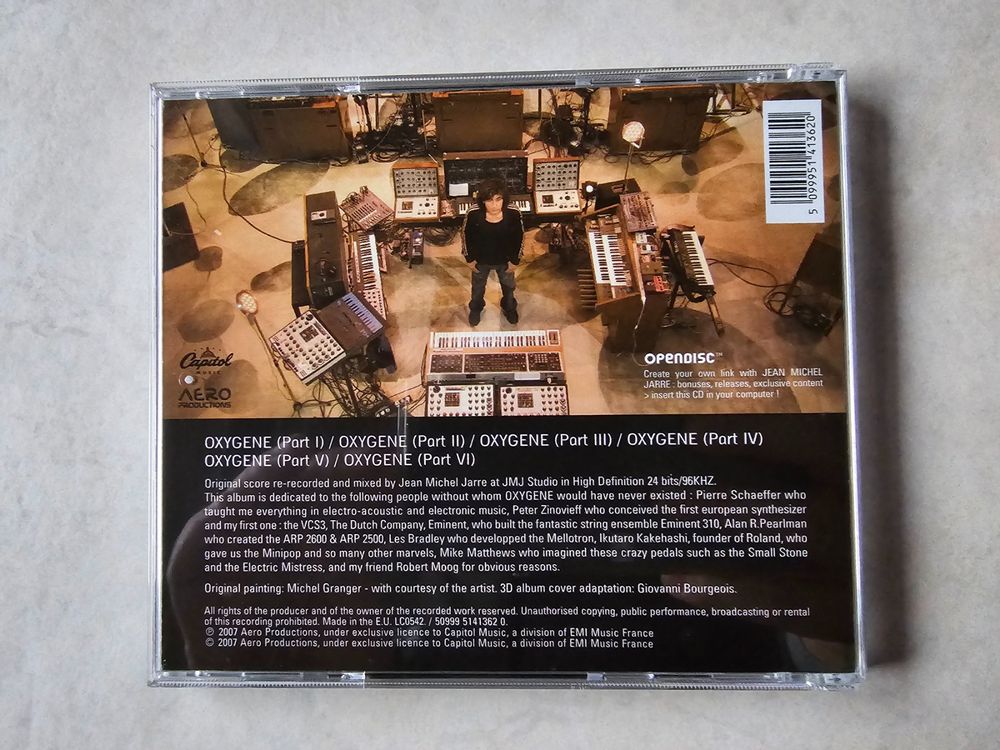 5 099951 413620
Capitol
MUSIC
AERO
PRODUCTIONS
OPENDISC™
Create your own link with JEAN MICHEL
JARRE : bonuses, releases, exclusive content
> insert this CD in your computer !
OXYGENE (Part I) / OXYGENE (Part II) / OXYGENE (Part III) / OXYGENE (Part IV)
OXYGENE (Part V) / OXYGENE (Part VI)
Original score re-recorded and mixed by Jean Michel Jarre at JMJ Studio in High Definition 24 bits/96KHZ.
This album is dedicated to the following people without whom OXYGENE would have never existed : Pierre Schaeffer who
taught me everything in electro-acoustic and electronic music, Peter Zinovieff who conceived the first european synthesizer
and my first one : the VCS3, The Dutch Company, Eminent, who built the fantastic string ensemble Eminent 310, Alan R.Pearlman
who created the ARP 2600 & ARP 2500, Les Bradley who developped the Mellotron, Ikutaro Kakehashi, founder of Roland, who
gave us the Minipop and so many other marvels, Mike Matthews who imagined these crazy pedals such as the Small Stone
and the Electric Mistress, and my friend Robert Moog for obvious reasons.
Original painting: Michel Granger - with courtesy of the artist. 3D album cover adaptation: Giovanni Bourgeois.
All rights of the producer and of the owner of the recorded work reserved. Unauthorised copying, public performance, broadcasting or rental
of this recording prohibited. Made in the E.U. LC0542. / 50999 5141362 0.
℗ 2007 Aero Productions, under exclusive licence to Capitol Music, a division of EMI Music France
© 2007 Aero Productions, under exclusive licence to Capitol Music, a division of EMI Music France